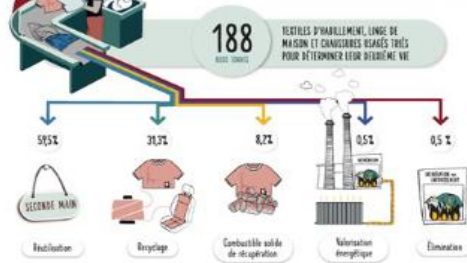 188
TEXTILES D'HABILLEMENT, LINGE DE
MAISON ET CHAUSSURES USAGÉS TRIÉS
POUR DÉTERMINER LEUR DEUXIÈME VIE
59,5%
31,3%
8,2%
0,5%
0,5 %
SECONDE MAIN
Réutilisation
Recyclage
Combustible solide
de récupération
Valorisation
énergétique
Élimination